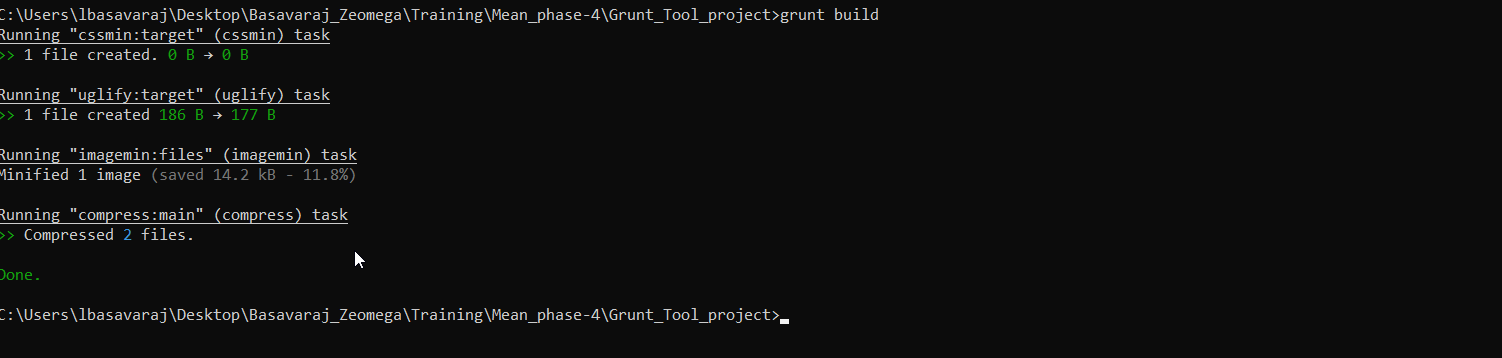 C:\Users\lbasavaraj\Desktop\Basavaraj_Zeomega\Training\Mean_phase-4\Grunt_Tool_project>grunt build
Running "cssmin:target" (cssmin) task
>> 1 file created. 0 B → 0 B
Running "uglify:target" (uglify) task
>> 1 file created 186 B → 177 B
Running "imagemin:files" (imagemin) task
Minified 1 image (saved 14.2 kB - 11.8%)
Running "compress:main" (compress) task
>> Compressed 2 files.
Done.
C:\Users\lbasavaraj\Desktop\Basavaraj_Zeomega\Training\Mean_phase-4\Grunt_Tool_project>